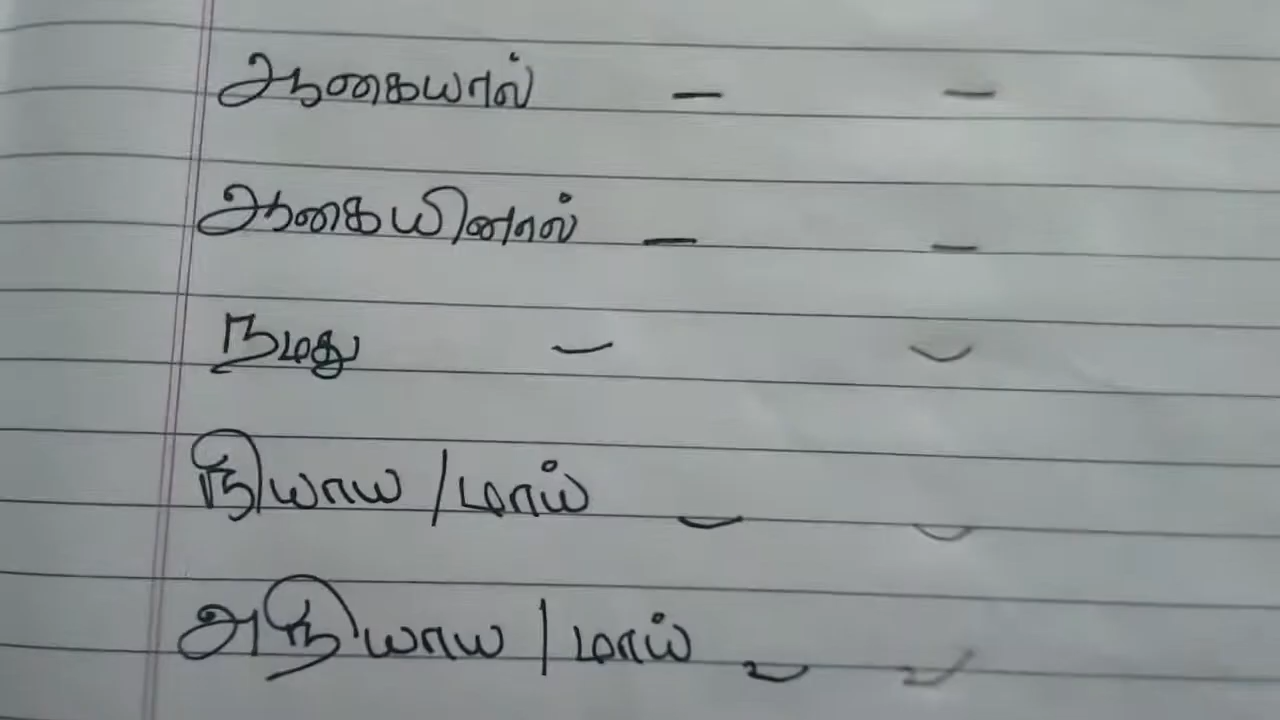 ஆகையால் — —
ஆகையினால் — —
நமது
நியாய / மாய்
அநியாய / மாய்